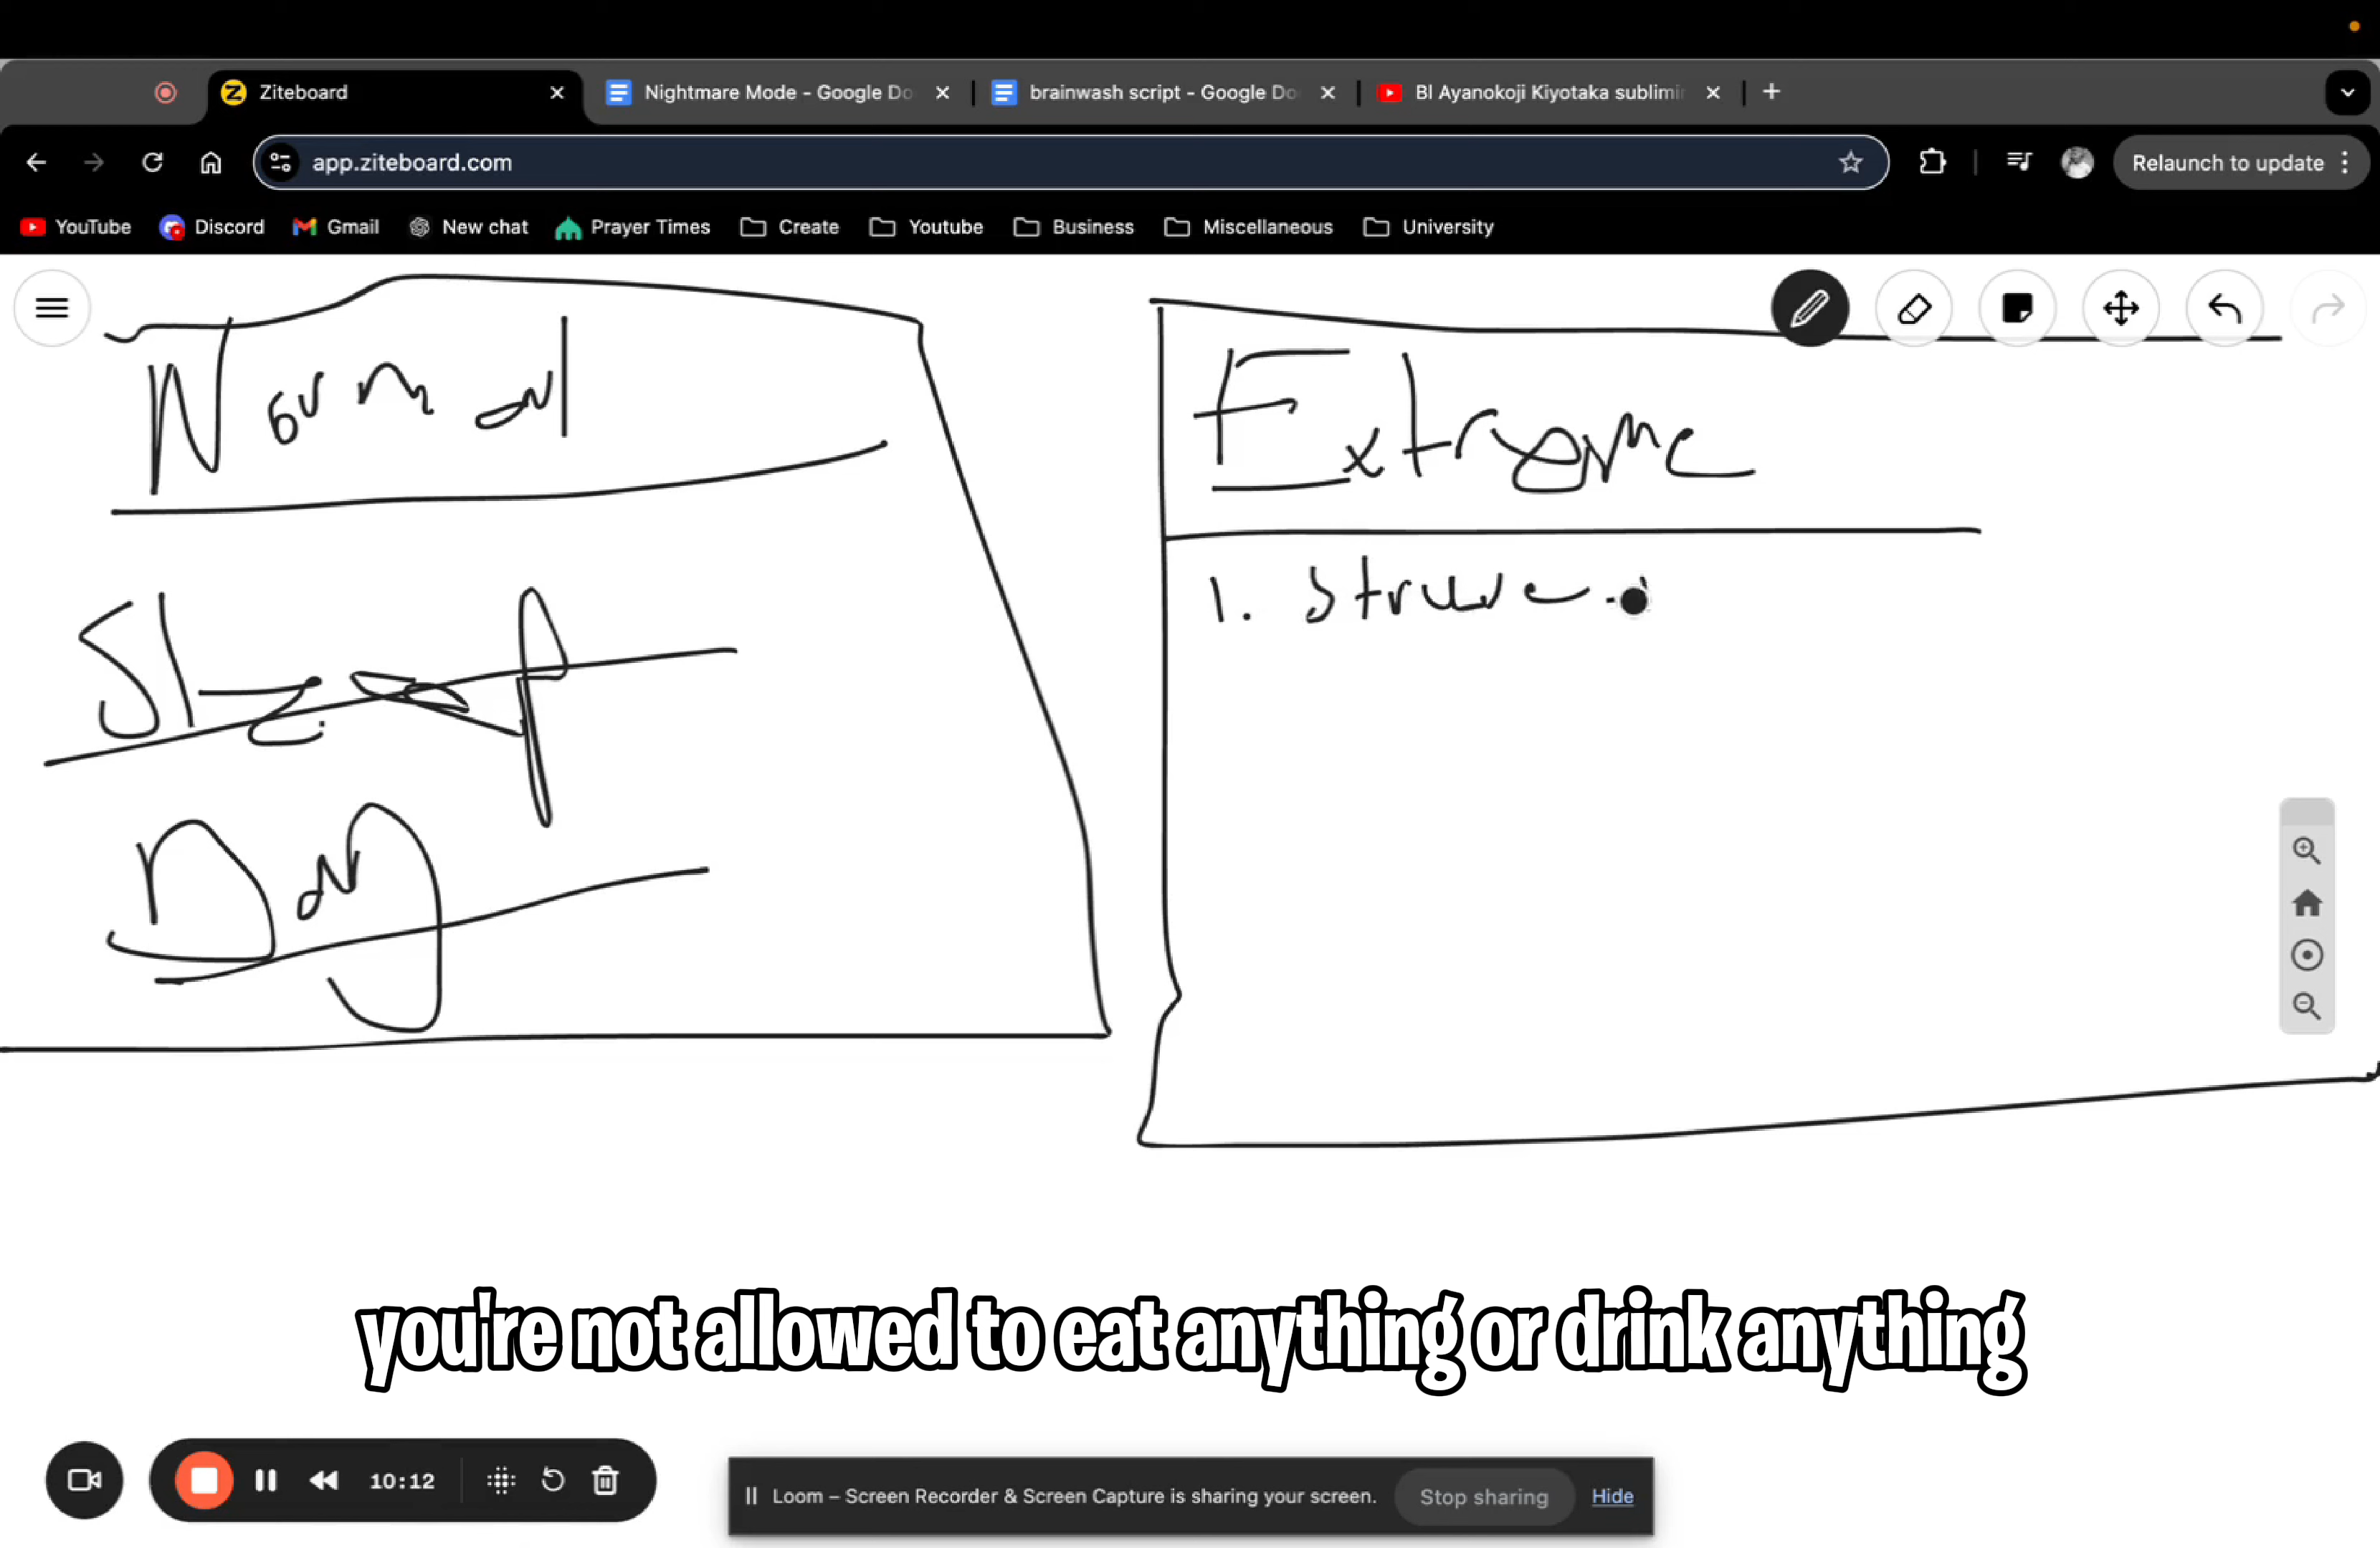 Ziteboard
Nightmare Mode - Google Do
brainwash script - Google Do
BI Ayanokoji Kiyotaka sublimin
app.ziteboard.com
Relaunch to update
YouTube
Discord
Gmail
New chat
Prayer Times
Create
Youtube
Business
Miscellaneous
University
Normal
Extreme
Sleep
1.
Day
you're not allowed to eat anything or drink anything
10:12
Loom – Screen Recorder & Screen Capture is sharing your screen.
Stop sharing
Hide